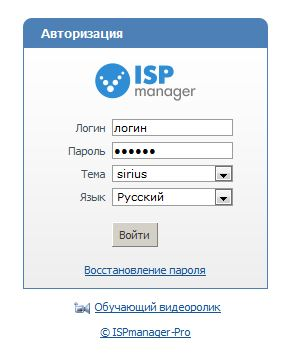 Авторизация
ISP
manager
Логин логин
Пароль ●●●●●●
Тема sirius
Язык Русский
Войти
Восстановление пароля
Обучающий видеоролик
© ISPmanager-Pro